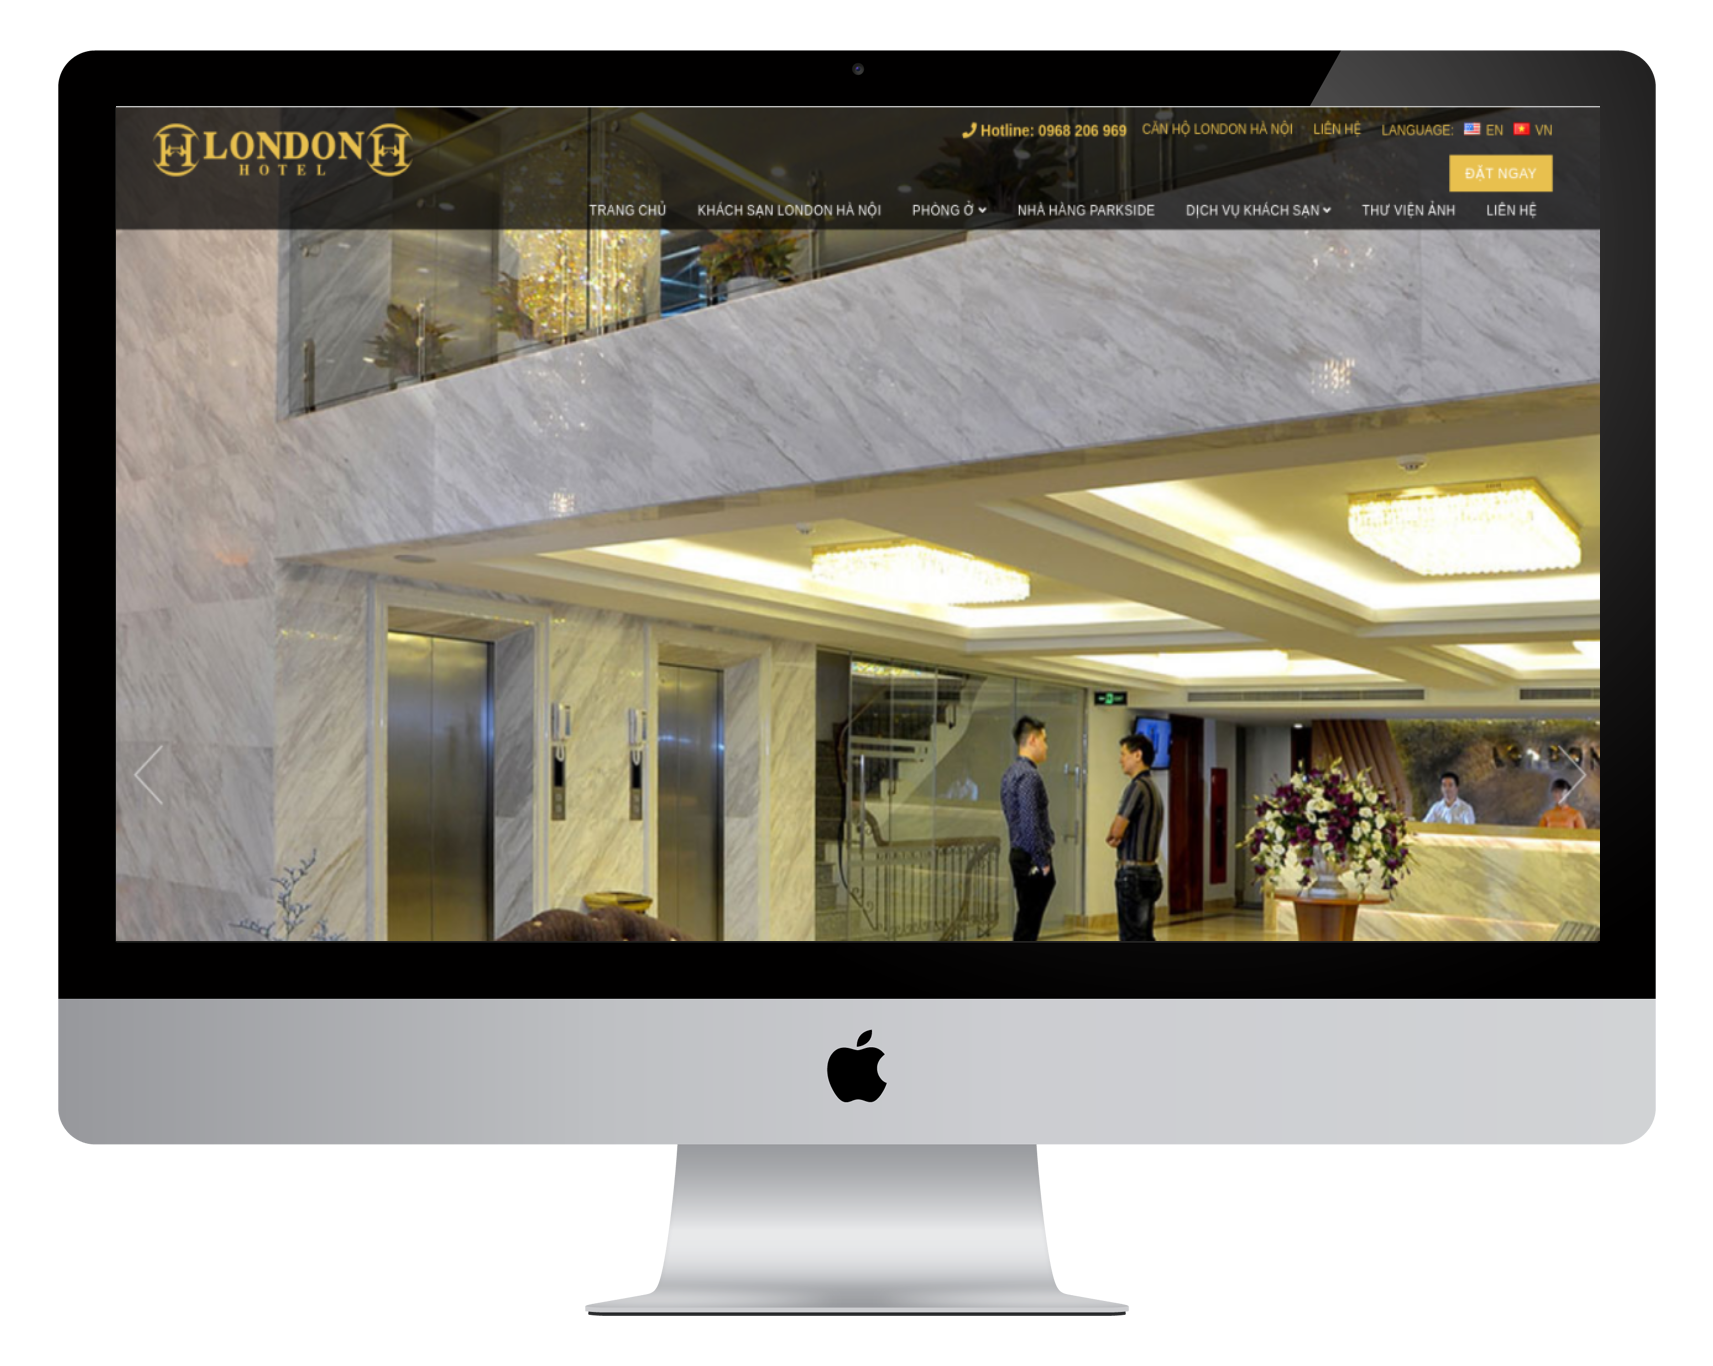 LONDON
HOTEL
Hotline: 0968 206 969 CĂN HỘ LONDON HÀ NỘI LIÊN HỆ LANGUAGE: EN VN
ĐẶT NGAY
TRANG CHỦ KHÁCH SẠN LONDON HÀ NỘI PHÒNG Ở NHÀ HÀNG PARKSIDE DỊCH VỤ KHÁCH SẠN THƯ VIỆN ẢNH LIÊN HỆ
LONDON